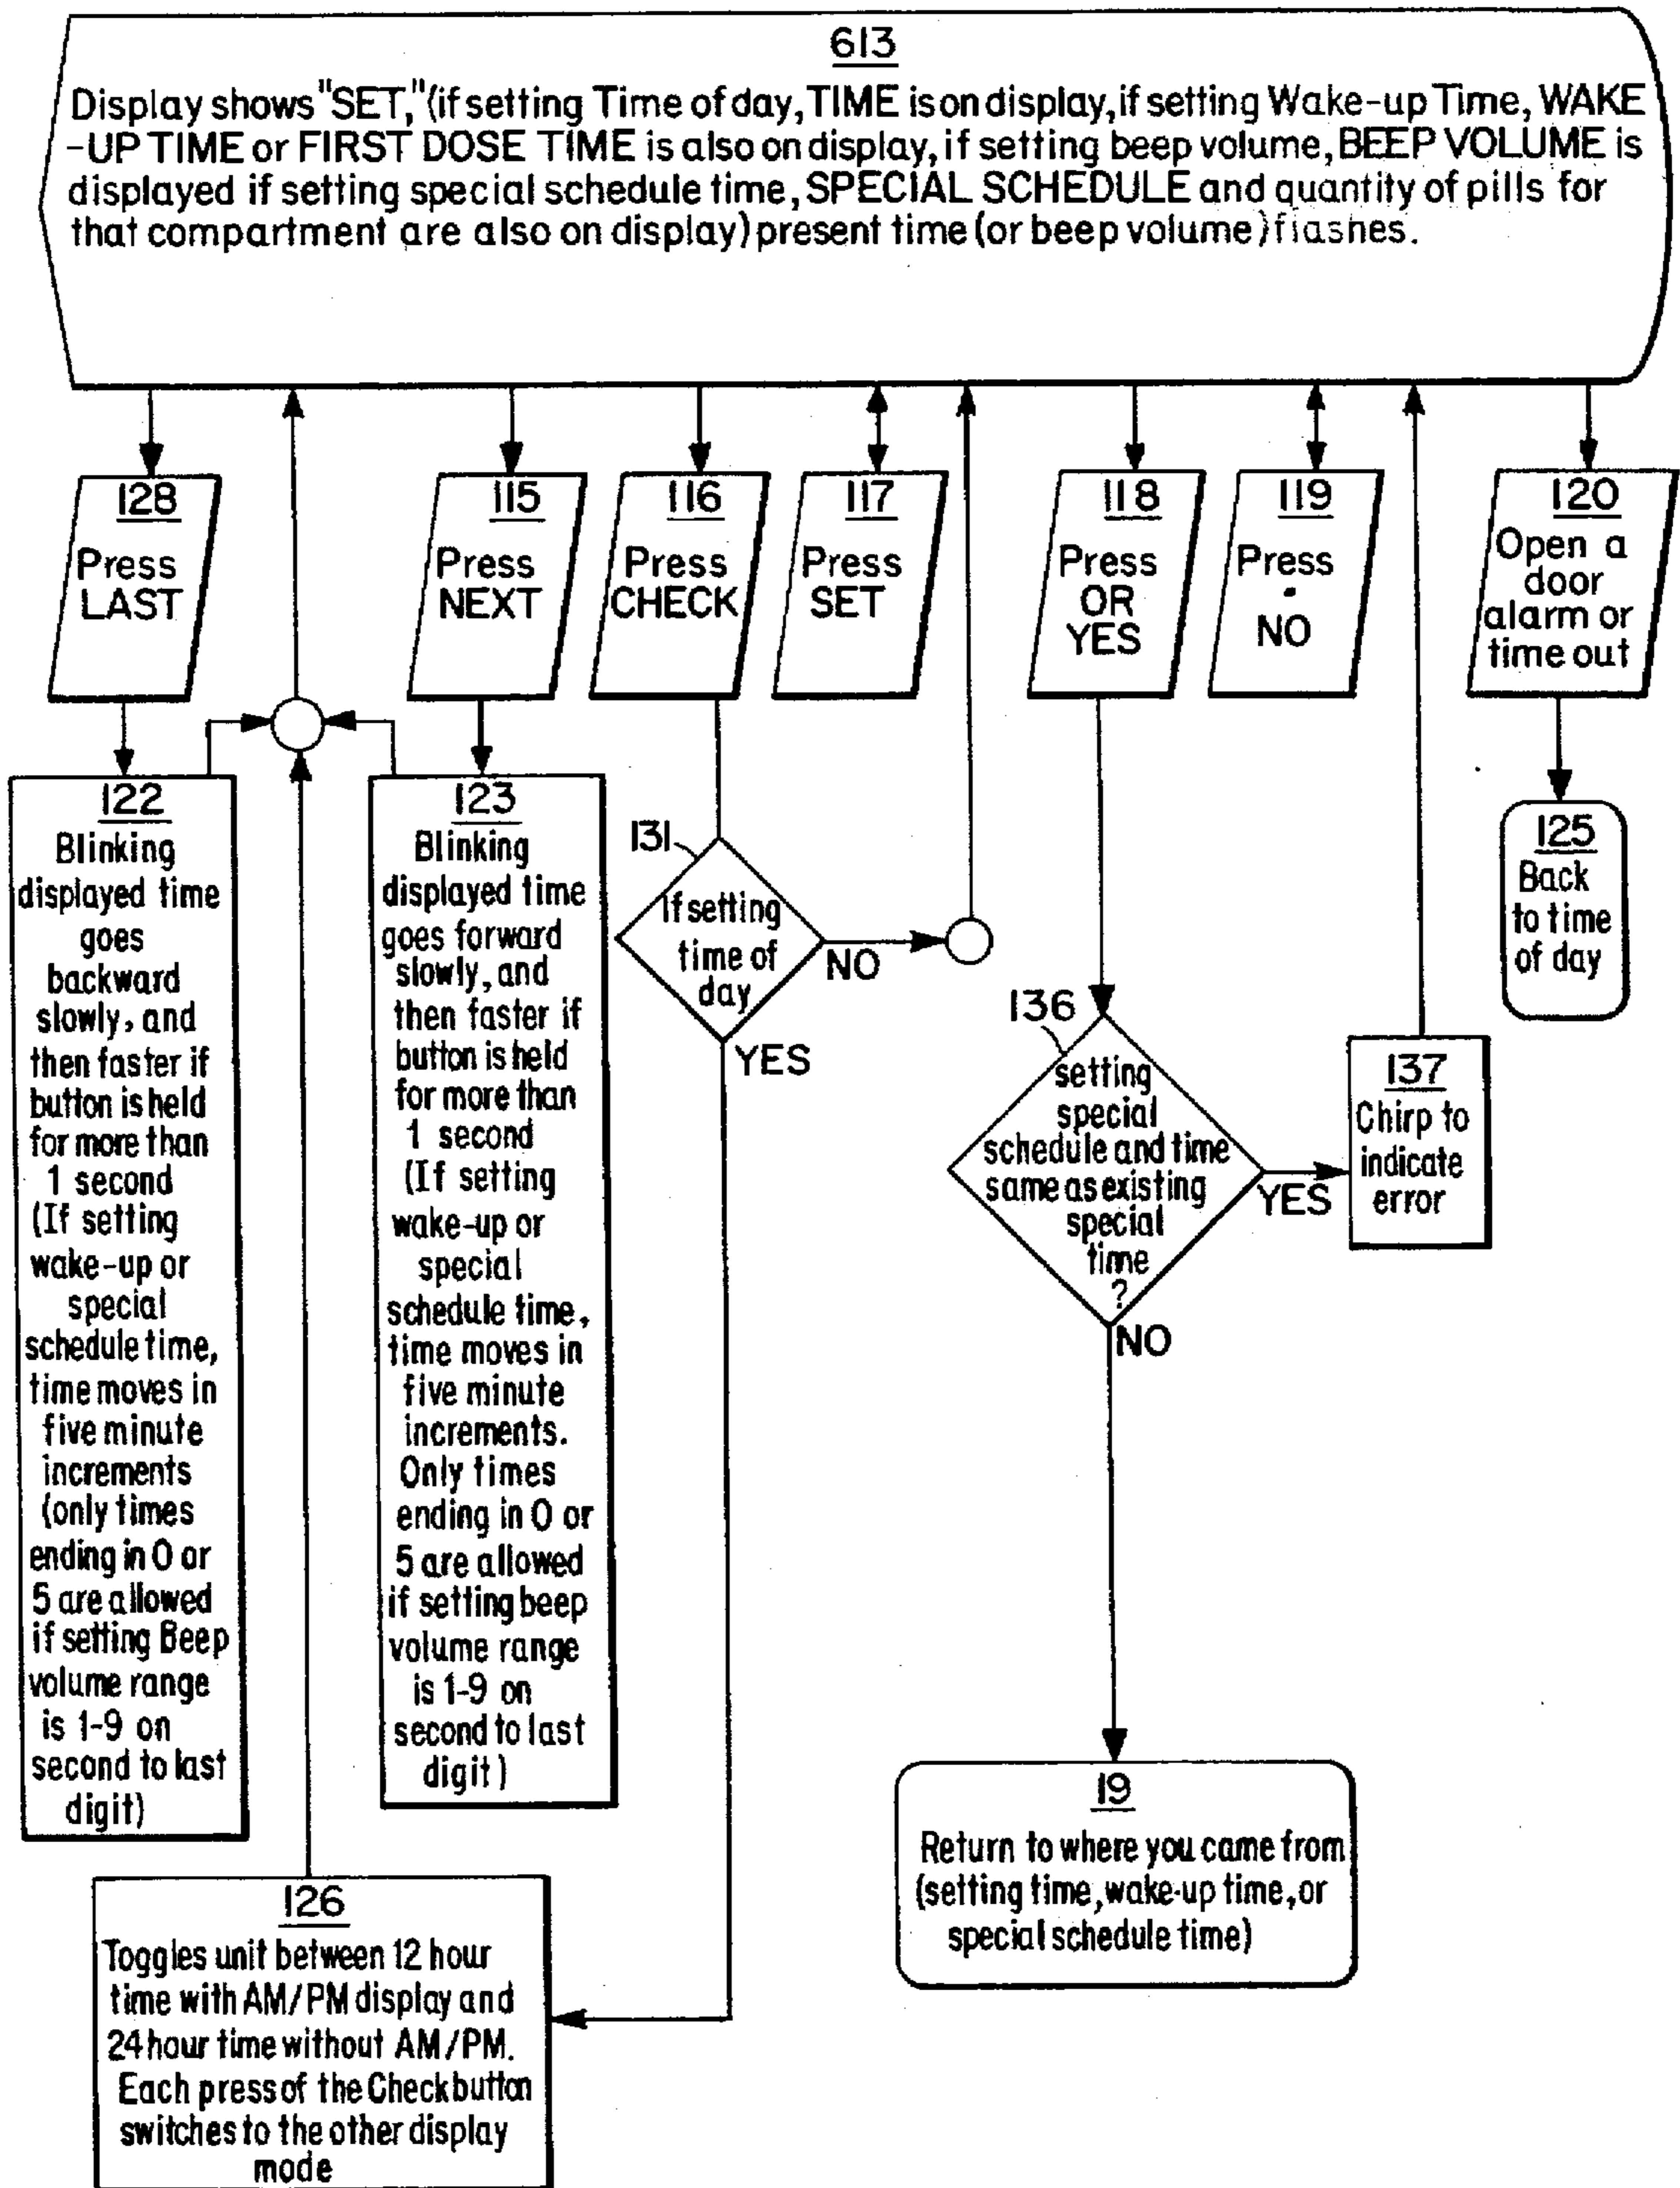 613
Display shows "SET," (if setting Time of day, TIME is on display, if setting Wake-up Time, WAKE
-UP TIME or FIRST DOSE TIME is also on display, if setting beep volume, BEEP VOLUME is
displayed if setting special schedule time, SPECIAL SCHEDULE and quantity of pills for
that compartment are also on display) present time (or beep volume) flashes.
128
Press
LAST
115
Press
NEXT
116
Press
CHECK
117
Press
SET
118
Press
OR
YES
119
Press
.
NO
120
Open a
door
alarm or
time out
122
Blinking
displayed time
goes
backward
slowly, and
then faster if
button is held
for more than
1 second
(If setting
wake-up or
special
schedule time,
time moves in
five minute
increments
(only times
ending in 0 or
5 are allowed
if setting Beep
volume range
is 1-9 on
second to last
digit)
123
Blinking
displayed time
goes forward
slowly, and
then faster if
button is held
for more than
1 second
(If setting
wake-up or
special
schedule time,
time moves in
five minute
increments.
Only times
ending in 0 or
5 are allowed
if setting beep
volume range
is 1-9 on
second to last
digit)
131
If setting
time of
day
NO
YES
125
Back
to time
of day
136
setting
special
schedule and time
same as existing
special
time
?
YES
NO
137
Chirp to
indicate
error
19
Return to where you came from
(setting time, wake-up time, or
special schedule time)
126
Toggles unit between 12 hour
time with AM/PM display and
24 hour time without AM/PM.
Each press of the Check button
switches to the other display
mode